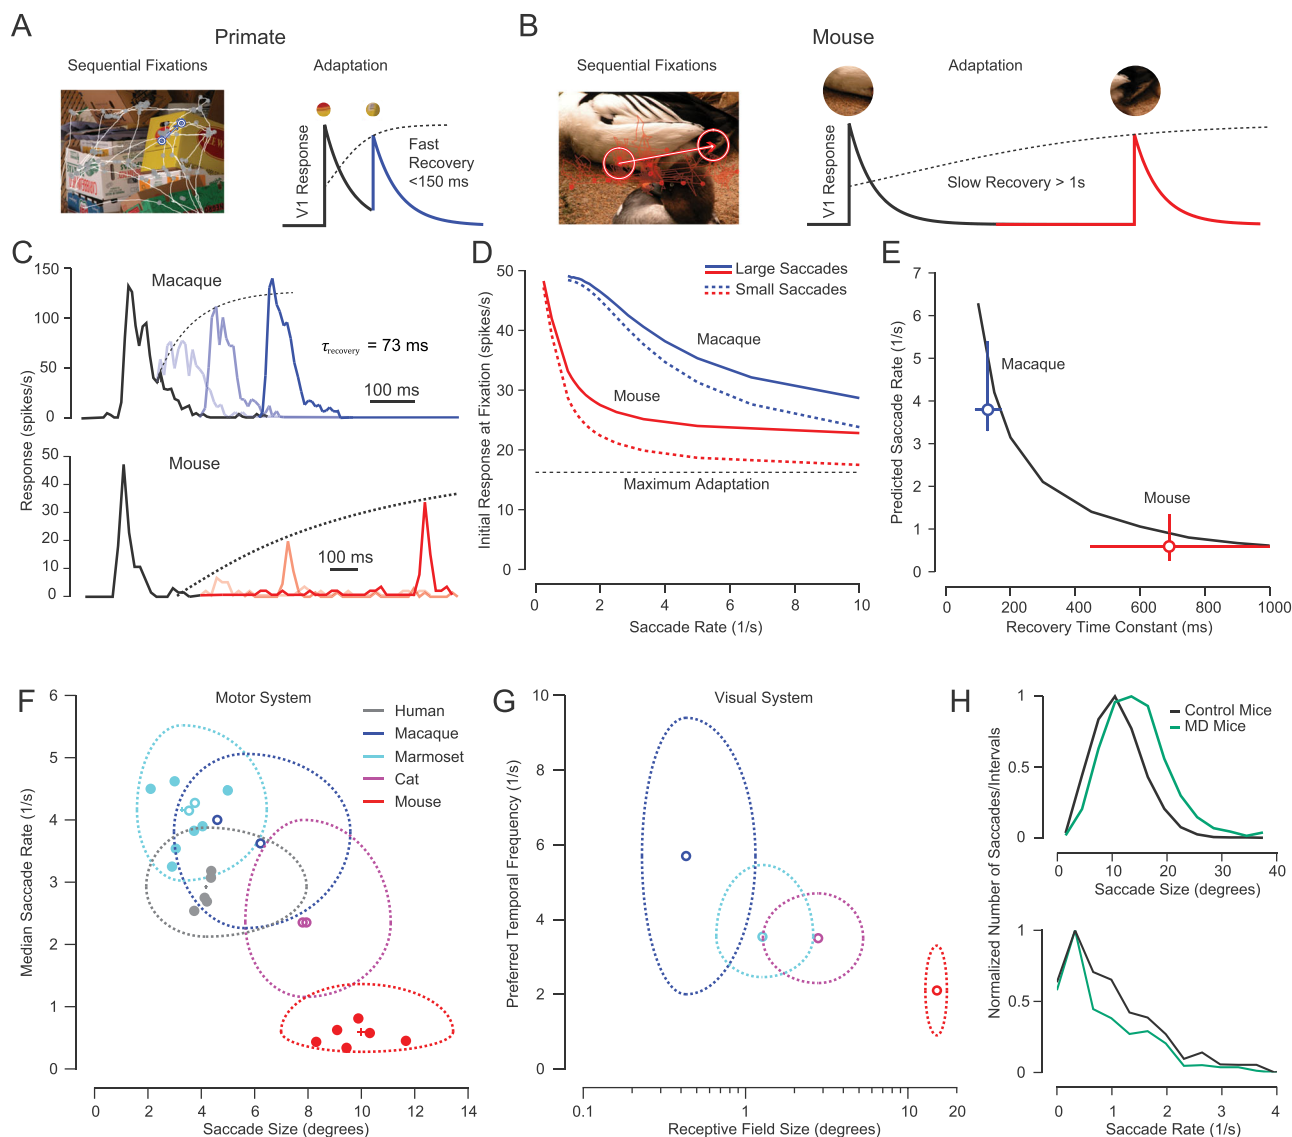 A
Primate
Sequential Fixations
Adaptation
V1 Response
Fast
Recovery
<150 ms
B
Mouse
Sequential Fixations
Adaptation
V1 Response
Slow Recovery > 1s
C
Response (spikes/s)
150
100
50
0
Macaque
τrecovery = 73 ms
100 ms
50
40
30
20
10
0
Mouse
100 ms
D
Initial Response at Fixation (spikes/s)
50
40
30
20
10
0
Large Saccades
Small Saccades
Macaque
Mouse
Maximum Adaptation
0 2 4 6 8 10
Saccade Rate (1/s)
E
Predicted Saccade Rate (1/s)
7
6
5
4
3
2
1
0
Macaque
Mouse
0 200 400 600 800 1000
Recovery Time Constant (ms)
F
Motor System
Median Saccade Rate (1/s)
6
5
4
3
2
1
0
Human
Macaque
Marmoset
Cat
Mouse
0 2 4 6 8 10 12 14
Saccade Size (degrees)
G
Visual System
Preferred Temporal Frequency (1/s)
10
8
6
4
2
0
0.1 1 10 20
Receptive Field Size (degrees)
H
Normalized Number of Saccades/Intervals
1
0.5
0
Control Mice
MD Mice
0 10 20 30 40
Saccade Size (degrees)
1
0.5
0
0 1 2 3 4
Saccade Rate (1/s)